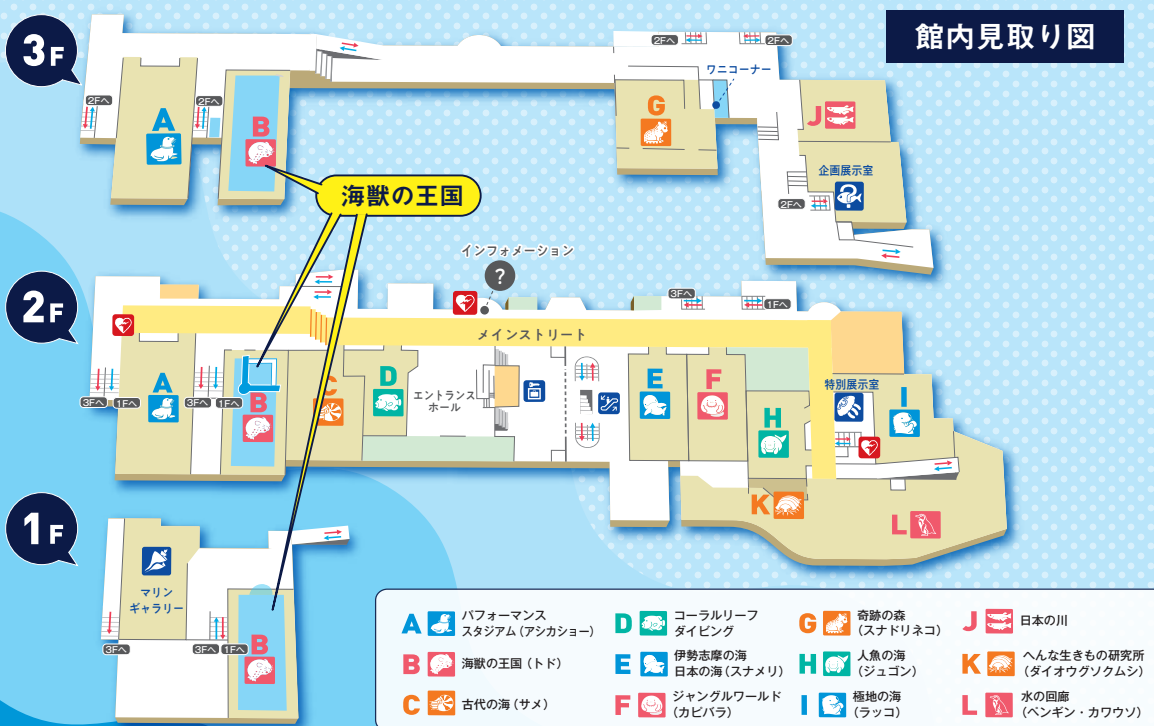 館内見取り図
3F
2Fへ
2Fへ
A
B
2Fへ
2Fへ
ワニコーナー
G
J
企画展示室
2Fへ
海獣の王国
インフォメーション
?
2F
3Fへ
1Fへ
メインストリート
A
3Fへ
1Fへ
3Fへ
1Fへ
B
C
D
エントランス
ホール
E
F
H
特別展示室
I
K
L
1F
マリン
ギャラリー
3Fへ
3Fへ
1Fへ
B
A パフォーマンス
スタジアム(アシカショー)
B 海獣の王国(トド)
C 古代の海(サメ)
D コーラルリーフ
ダイビング
E 伊勢志摩の海
日本の海(スナメリ)
F ジャングルワールド
(カピバラ)
G 奇跡の森
(スナドリネコ)
H 人魚の海
(ジュゴン)
I 極地の海
(ラッコ)
J 日本の川
K へんな生きもの研究所
(ダイオウグソクムシ)
L 水の回廊
(ペンギン・カワウソ)